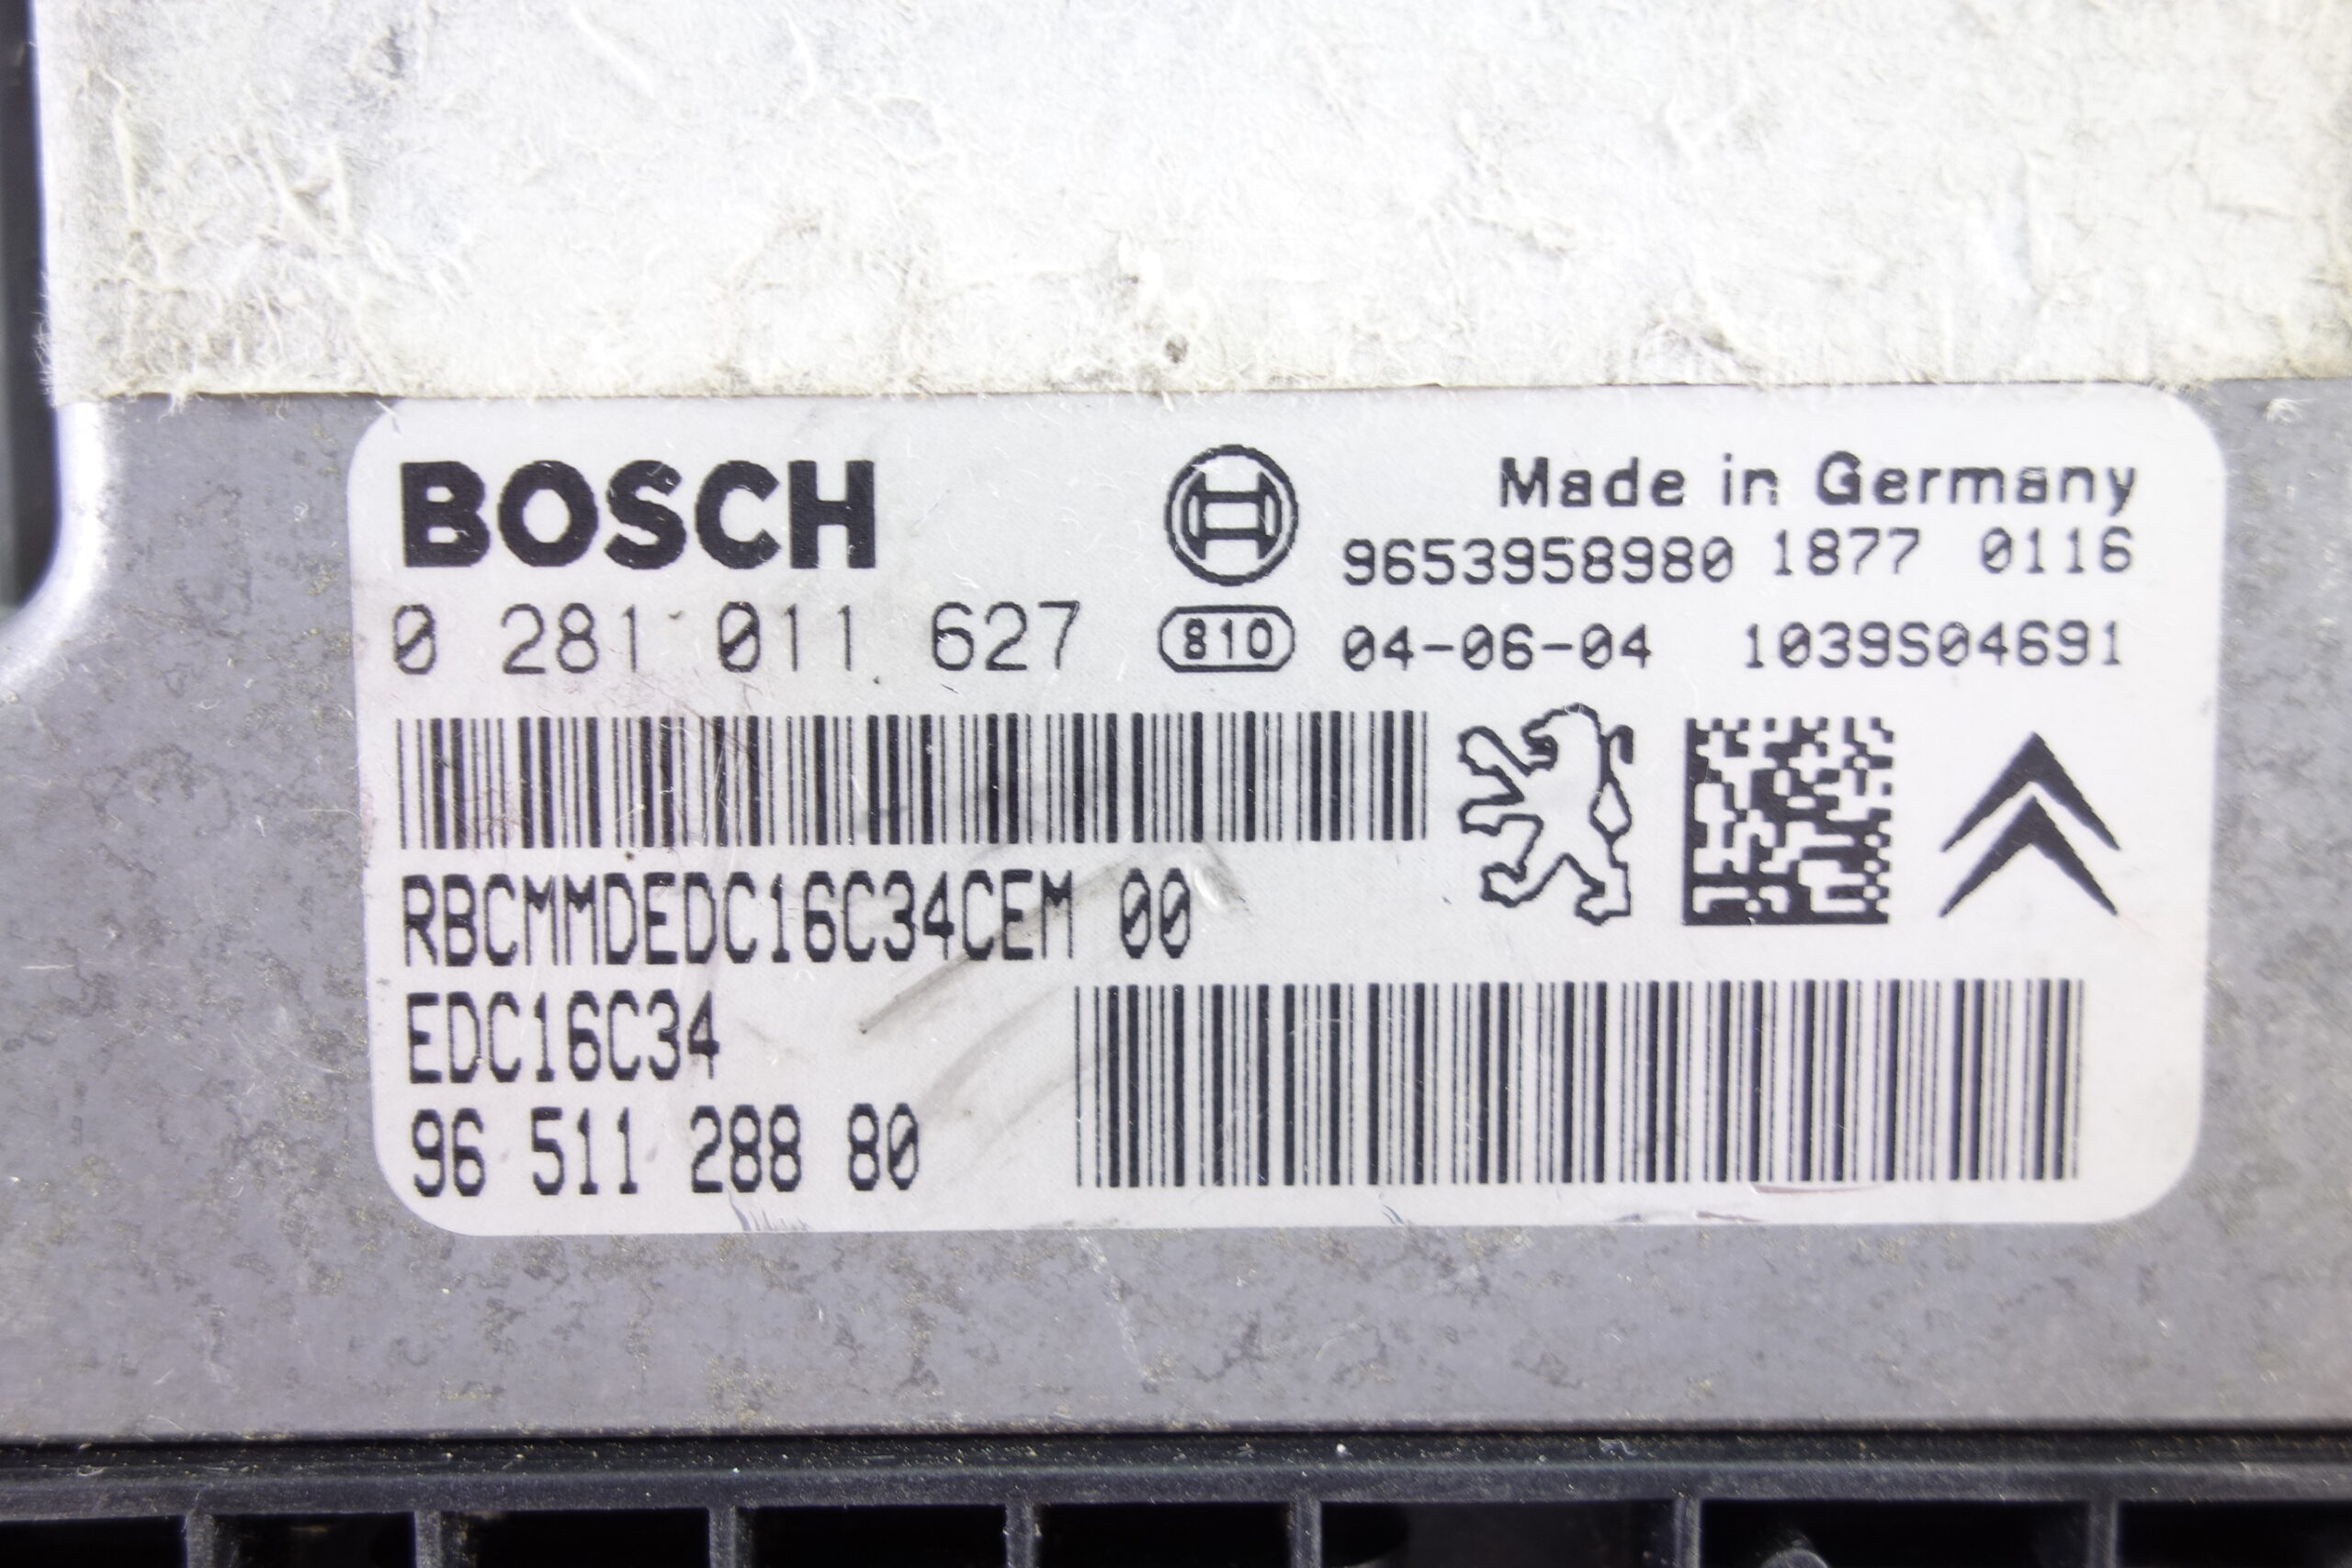 BOSCH
Made in Germany
9653958980 1877 0116
0 281 011 627 810 04-06-04 1039S04691
RBCMMDEDC16C34CEM 00
EDC16C34
96 511 288 80